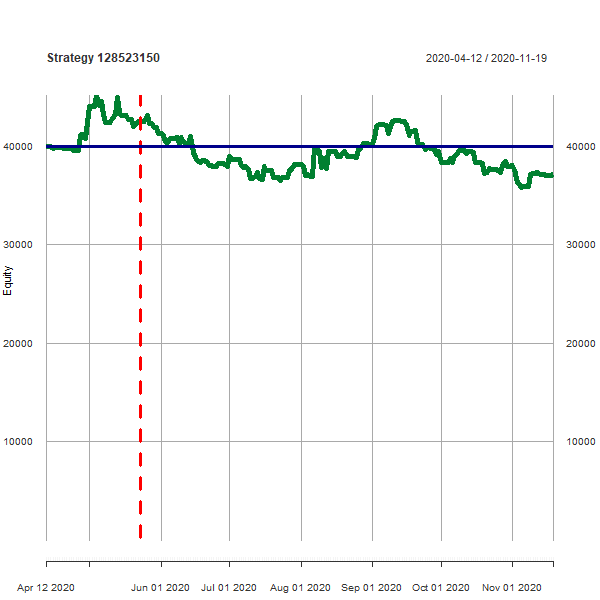 Strategy 128523150
2020-04-12 / 2020-11-19
40000
40000
30000
30000
Equity
20000
20000
10000
10000
Apr 12 2020
Jun 01 2020
Jul 01 2020
Aug 01 2020
Sep 01 2020
Oct 01 2020
Nov 01 2020